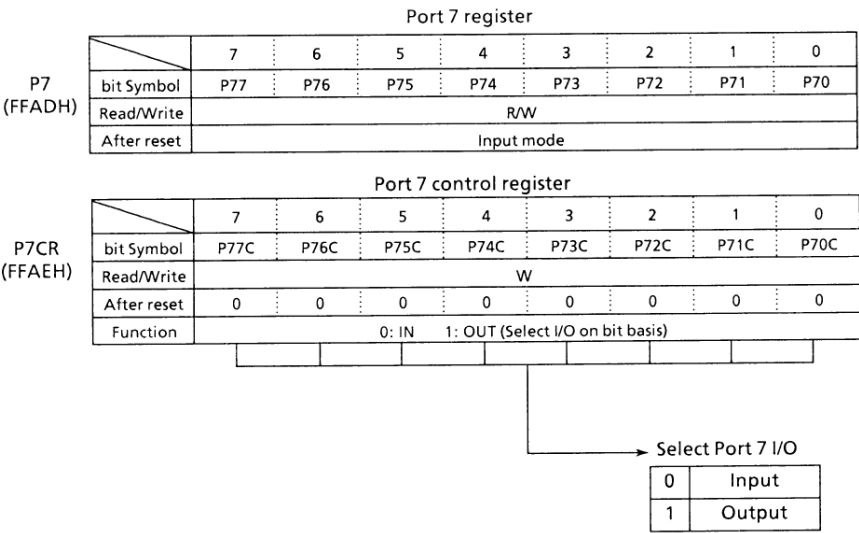 Port 7 register
7 6 5 4 3 2 1 0
P7
(FFADH)
bit Symbol P77 P76 P75 P74 P73 P72 P71 P70
Read/Write R/W
After reset Input mode
Port 7 control register
7 6 5 4 3 2 1 0
P7CR
(FFAEH)
bit Symbol P77C P76C P75C P74C P73C P72C P71C P70C
Read/Write W
After reset 0 0 0 0 0 0 0 0
Function 0: IN 1: OUT (Select I/O on bit basis)
Select Port 7 I/O
0 Input
1 Output